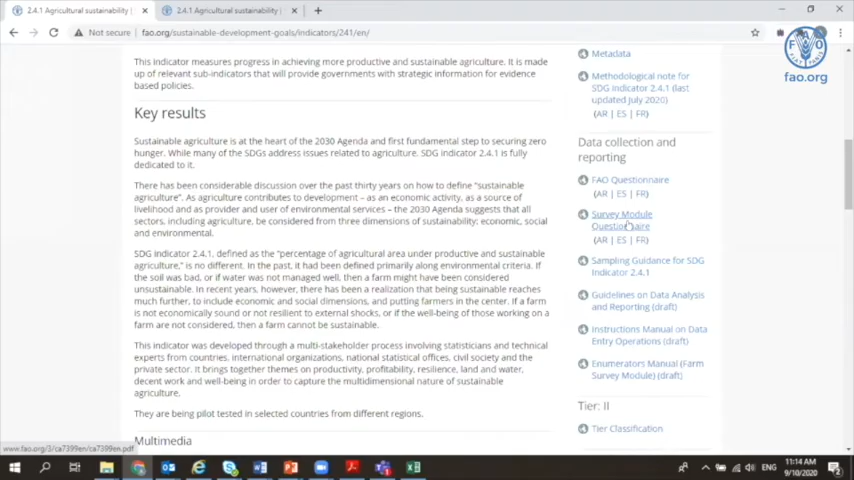 2.4.1 Agricultural sustainability |
2.4.1 Agricultural sustainability |
Not secure | fao.org/sustainable-development-goals/indicators/241/en/
fao.org
This indicator measures progress in achieving more productive and sustainable agriculture. It is made
up of relevant sub-indicators that will provide governments with strategic information for evidence
based policies.
Key results
Sustainable agriculture is at the heart of the 2030 Agenda and first fundamental step to securing zero
hunger. While many of the SDGs address issues related to agriculture. SDG indicator 2.4.1 is fully
dedicated to it.
There has been considerable discussion over the past thirty years on how to define "sustainable
agriculture". As agriculture contributes to development – as an economic activity, as a source of
livelihood and as provider and user of environmental services – the 2030 Agenda suggests that all
sectors, including agriculture, be considered from three dimensions of sustainability: economic, social
and environmental.
SDG indicator 2.4.1, defined as the "percentage of agricultural area under productive and sustainable
agriculture," is no different. In the past, it had been defined primarily along environmental criteria. If
the soil was bad, or if water was not managed well, then a farm might have been considered
unsustainable. In recent years, however, there has been a realization that being sustainable reaches
much further, to include economic and social dimensions, and putting farmers in the center. If a farm
is not economically sound or not resilient to external shocks, or if the well-being of those working on a
farm are not considered, then a farm cannot be sustainable.
This indicator was developed through a multi-stakeholder process involving statisticians and technical
experts from countries, international organizations, national statistical offices, civil society and the
private sector. It brings together themes on productivity, profitability, resilience, land and water,
decent work and well-being in order to capture the multidimensional nature of sustainable
agriculture.
They are being pilot tested in selected countries from different regions.
Multimedia
Metadata
Methodological note for
SDG indicator 2.4.1 (last
updated July 2020)
(AR | ES | FR)
Data collection and
reporting
FAO Questionnaire
(AR | ES | FR)
Survey Module
Questionnaire
(AR | ES | FR)
Sampling Guidance for SDG
Indicator 2.4.1
Guidelines on Data Analysis
and Reporting (draft)
Instructions Manual on Data
Entry Operations (draft)
Enumerators Manual (Farm
Survey Module) (draft)
Tier: II
Tier Classification
www.fao.org/3/ca7399en/ca7399en.pdf
ENG
11:14 AM
9/10/2020